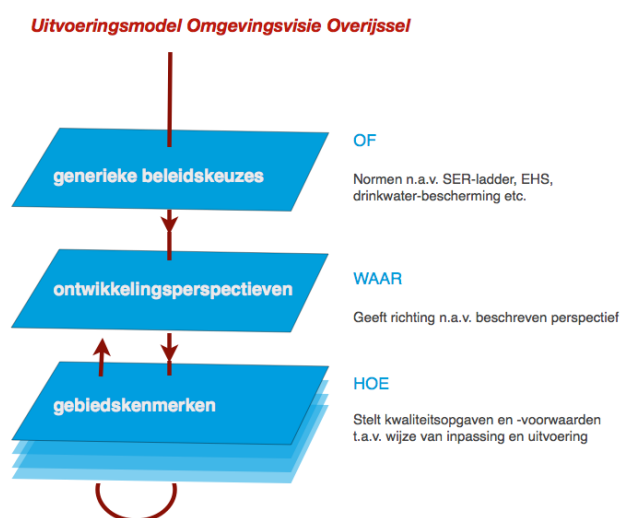 Uitvoeringsmodel Omgevingsvisie Overijssel
generieke beleidskeuzes
OF
Normen n.a.v. SER-ladder, EHS,
drinkwater-bescherming etc.
ontwikkelingsperspectieven
WAAR
Geeft richting n.a.v. beschreven perspectief
gebiedskenmerken
HOE
Stelt kwaliteitsopgaven en -voorwaarden
t.a.v. wijze van inpassing en uitvoering